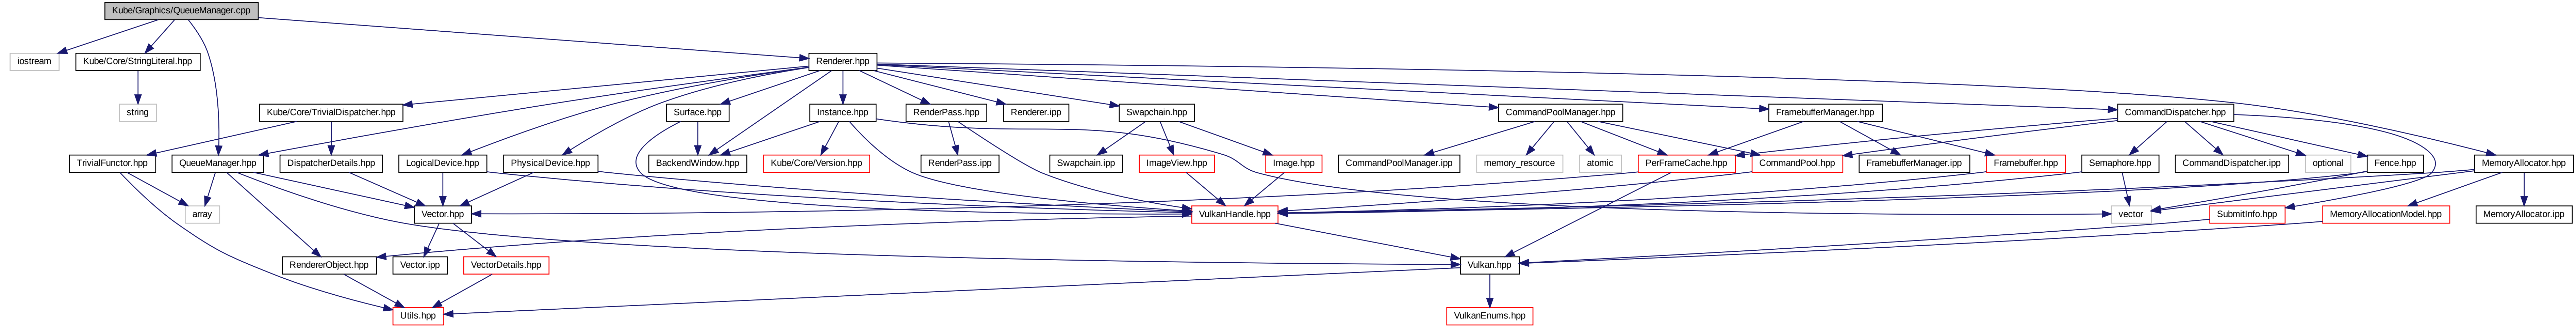 Kube/Graphics/QueueManager.cpp
iostream
Kube/Core/StringLiteral.hpp
Renderer.hpp
string
Kube/Core/TrivialDispatcher.hpp
Surface.hpp
Instance.hpp
RenderPass.hpp
Renderer.ipp
Swapchain.hpp
CommandPoolManager.hpp
FramebufferManager.hpp
CommandDispatcher.hpp
TrivialFunctor.hpp
QueueManager.hpp
DispatcherDetails.hpp
LogicalDevice.hpp
PhysicalDevice.hpp
BackendWindow.hpp
Kube/Core/Version.hpp
RenderPass.ipp
Swapchain.ipp
ImageView.hpp
Image.hpp
CommandPoolManager.ipp
memory_resource
atomic
PerFrameCache.hpp
CommandPool.hpp
FramebufferManager.ipp
Framebuffer.hpp
Semaphore.hpp
CommandDispatcher.ipp
optional
Fence.hpp
MemoryAllocator.hpp
array
Vector.hpp
VulkanHandle.hpp
vector
SubmitInfo.hpp
MemoryAllocationModel.hpp
MemoryAllocator.ipp
RendererObject.hpp
Vector.ipp
VectorDetails.hpp
Vulkan.hpp
Utils.hpp
VulkanEnums.hpp